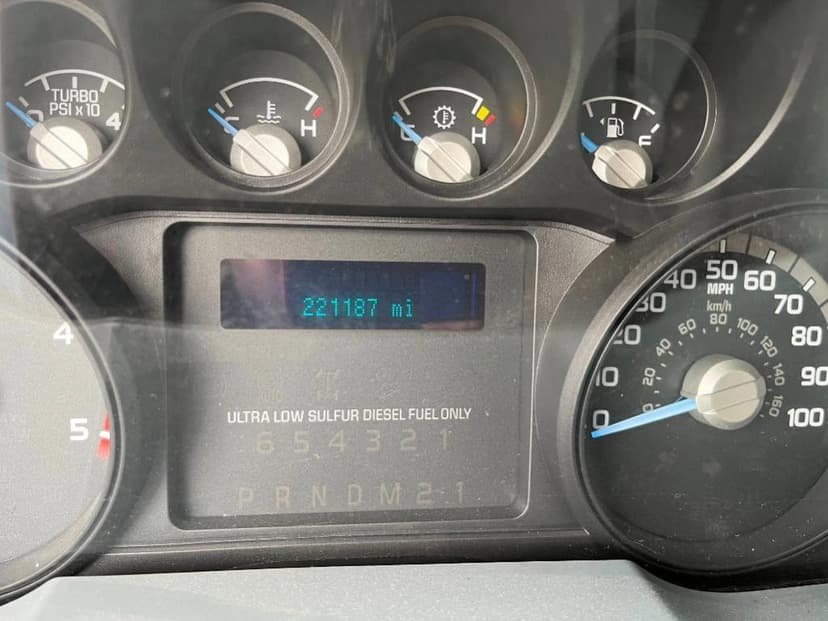 TURBO
PSI x 10
0 4
C H
C H
F
221187 mi
ULTRA LOW SULFUR DIESEL FUEL ONLY
6 5 4 3 2 1
P R N D M 2 1
4
5
0 10 20 30 40 50 60 70 80 90 100
MPH
km/h
20 40 60 80 100 120 140 160